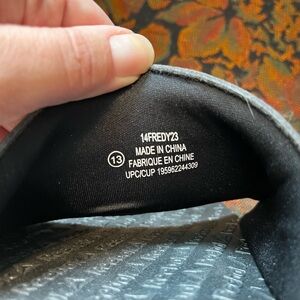 14FREDY23
13
MADE IN CHINA
FABRIQUE EN CHINE
UPC/CUP 195962244309